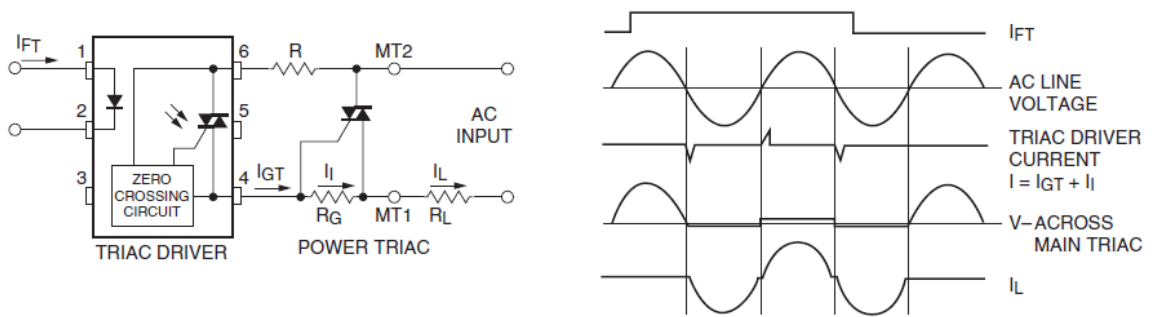 IFT
1
2
3
6
5
4
ZERO
CROSSING
CIRCUIT
TRIAC DRIVER
R
MT2
AC
INPUT
IGT
II
IL
RG
MT1
RL
POWER TRIAC
IFT
AC LINE
VOLTAGE
TRIAC DRIVER
CURRENT
I = IGT + II
V– ACROSS
MAIN TRIAC
IL